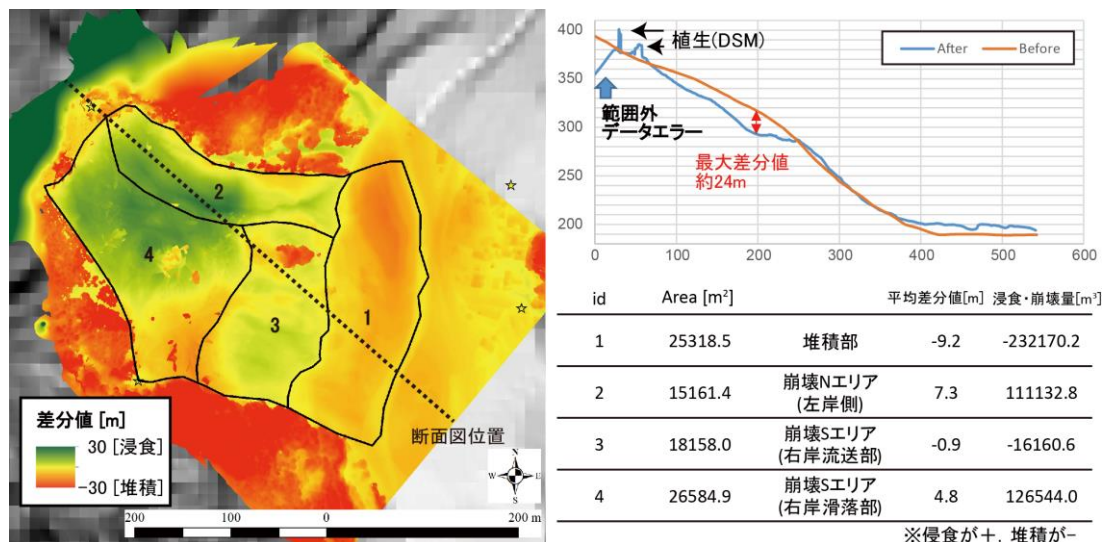 2
4
3
1
4
差分値 [m]
30 [浸食]
-30 [堆積]
断面図位置
N
W
E
S
200 100 0 200 m
400
350
300
250
200
0 100 200 300 400 500 600
植生(DSM)
After Before
範囲外
データエラー
最大差分値
約24m
id Area [m²] 平均差分値[m] 浸食・崩壊量[m³]
1 25318.5 堆積部 -9.2 -232170.2
2 15161.4 崩壊Nエリア (左岸側) 7.3 111132.8
3 18158.0 崩壊Sエリア (右岸流送部) -0.9 -16160.6
4 26584.9 崩壊Sエリア (右岸滑落部) 4.8 126544.0
※侵食が+, 堆積が-